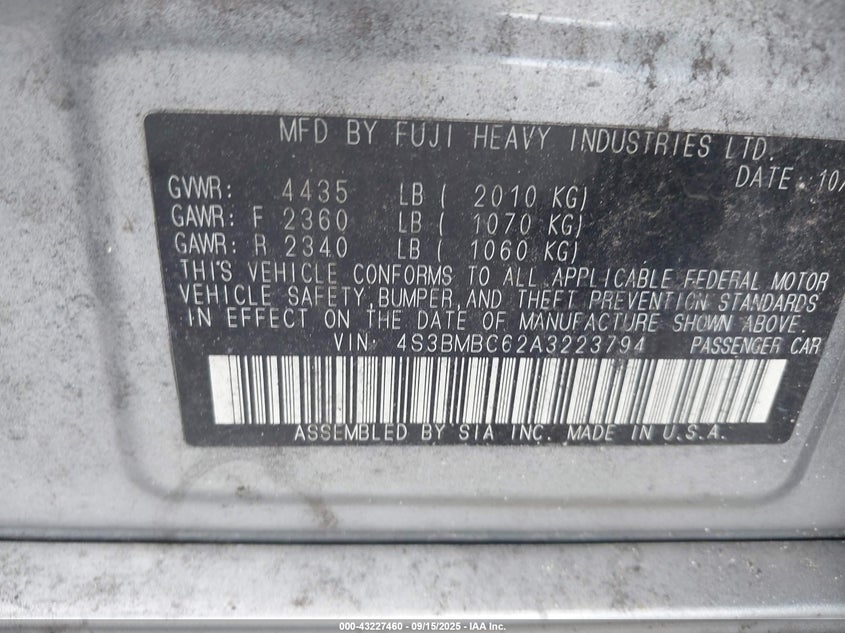 MFD BY FUJI HEAVY INDUSTRIES LTD.
DATE: 10/
GVWR: 4435 LB ( 2010 KG)
GAWR: F 2360 LB ( 1070 KG)
GAWR: R 2340 LB ( 1060 KG)
THIS VEHICLE CONFORMS TO ALL APPLICABLE FEDERAL MOTOR
VEHICLE SAFETY, BUMPER, AND THEFT PREVENTION STANDARDS
IN EFFECT ON THE DATE OF MANUFACTURE SHOWN ABOVE.
VIN: 4S3BMBC62A3223794 PASSENGER CAR
ASSEMBLED BY SIA INC. MADE IN U.S.A.
000-43227460 - 09/15/2025 - IAA Inc.